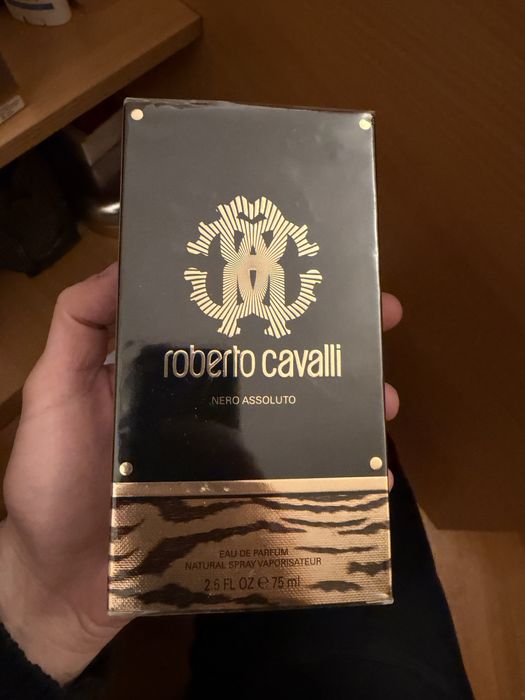 roberto cavalli
NERO ASSOLUTO
EAU DE PARFUM
NATURAL SPRAY VAPORISATEUR
2.5 FL OZ ℮ 75 ml